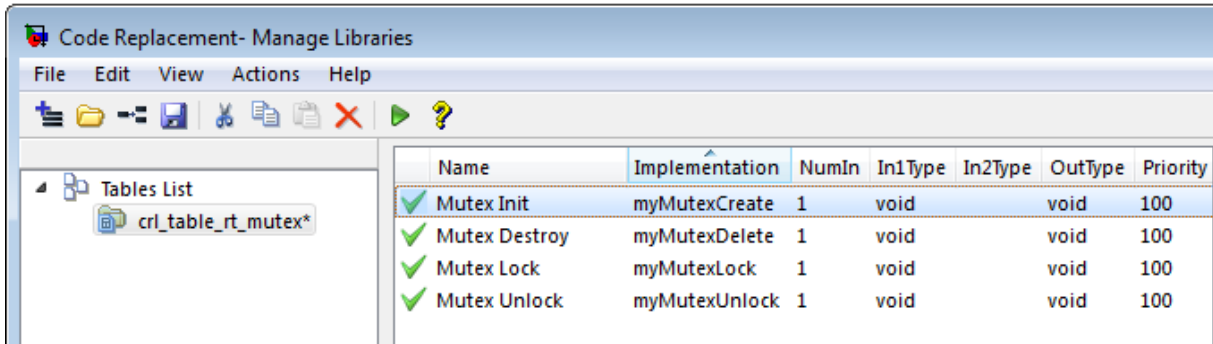 Code Replacement- Manage Libraries
File Edit View Actions Help
Name Implementation NumIn In1Type In2Type OutType Priority
Tables List
crl_table_rt_mutex*
Mutex Init myMutexCreate 1 void void 100
Mutex Destroy myMutexDelete 1 void void 100
Mutex Lock myMutexLock 1 void void 100
Mutex Unlock myMutexUnlock 1 void void 100